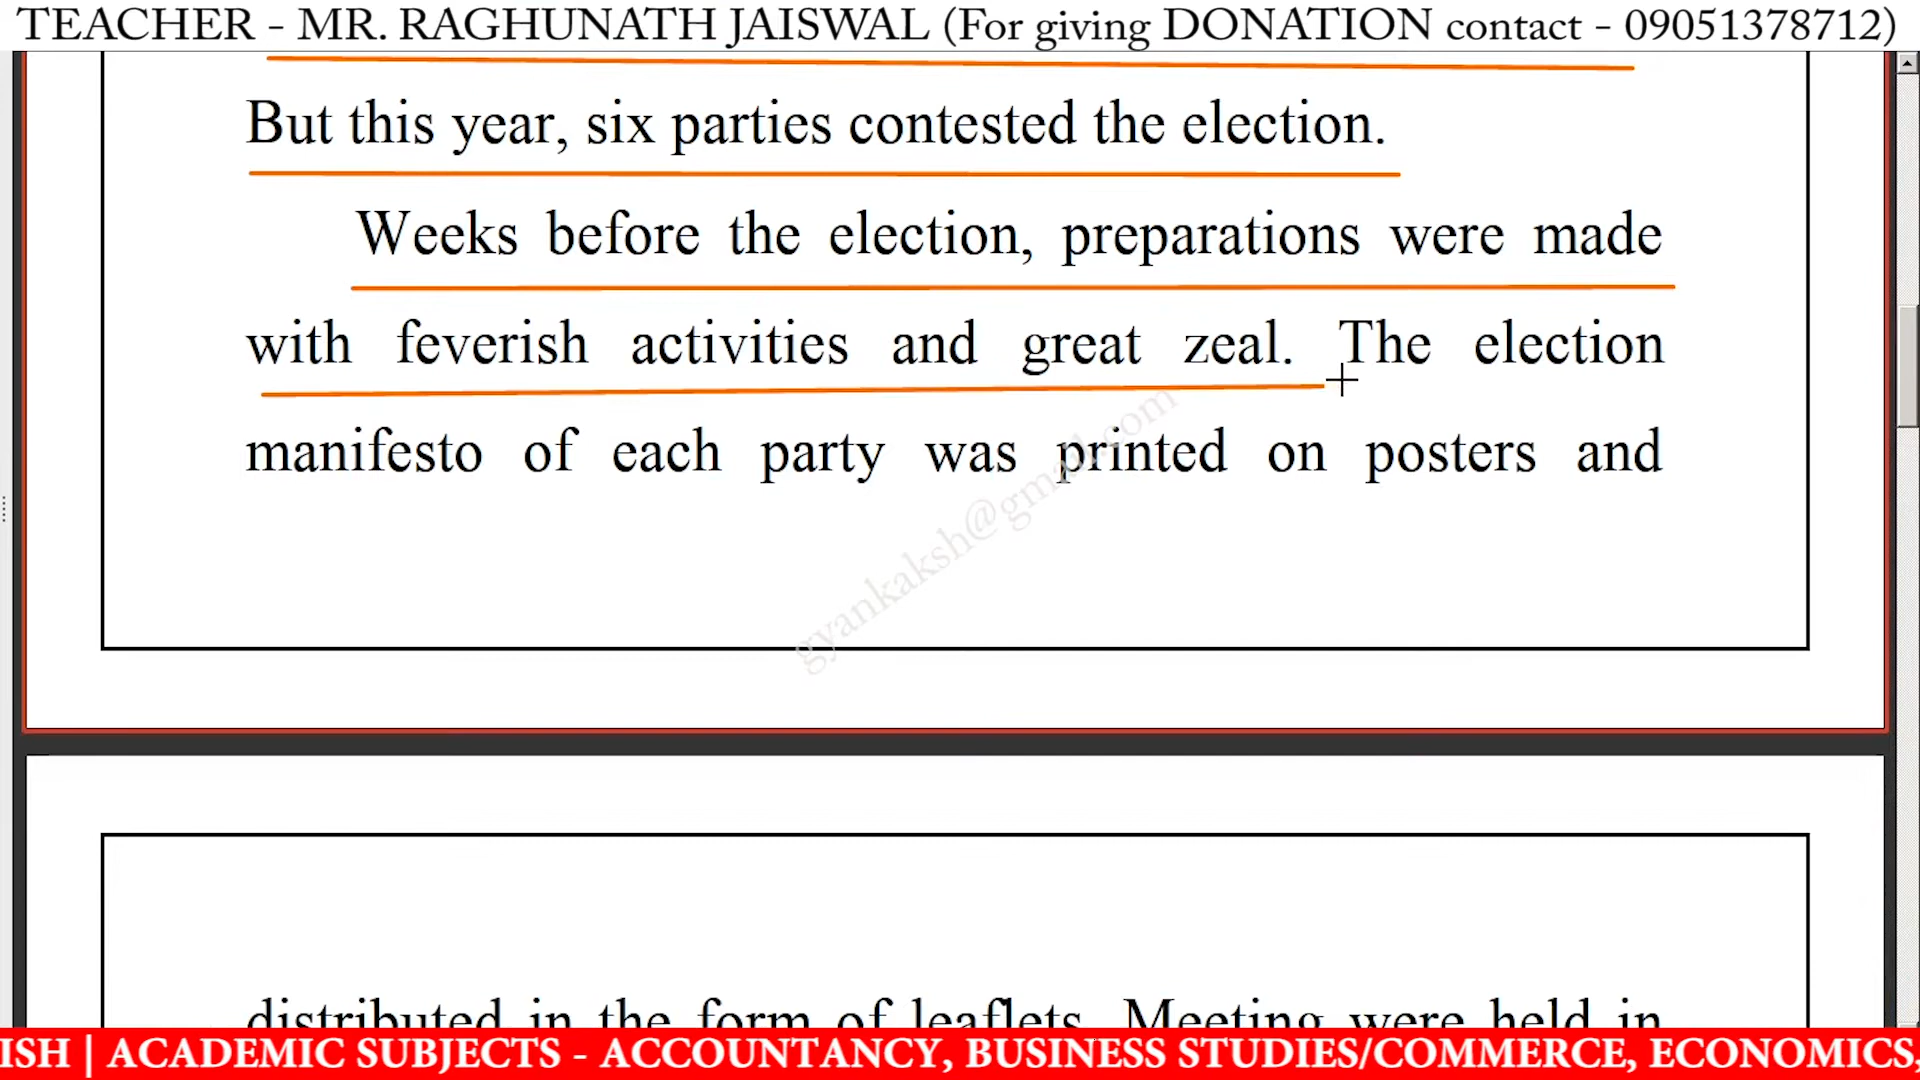 TEACHER - MR. RAGHUNATH JAISWAL (For giving DONATION contact - 09051378712)
But this year, six parties contested the election.
Weeks before the election, preparations were made
with feverish activities and great zeal. The election
manifesto of each party was printed on posters and
gyankaksh@gmail.com
distributed in the form of leaflets. Meeting were held in
ISH | ACADEMIC SUBJECTS - ACCOUNTANCY, BUSINESS STUDIES/COMMERCE, ECONOMICS,